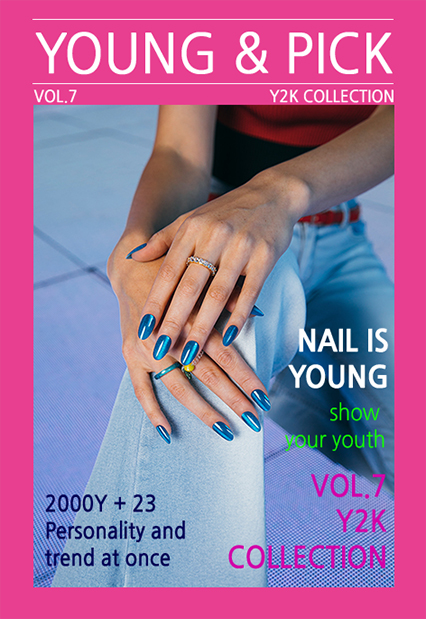 YOUNG & PICK
VOL.7 Y2K COLLECTION
NAIL IS
YOUNG
show
your youth
VOL.7
Y2K
COLLECTION
2000Y + 23
Personality and
trend at once